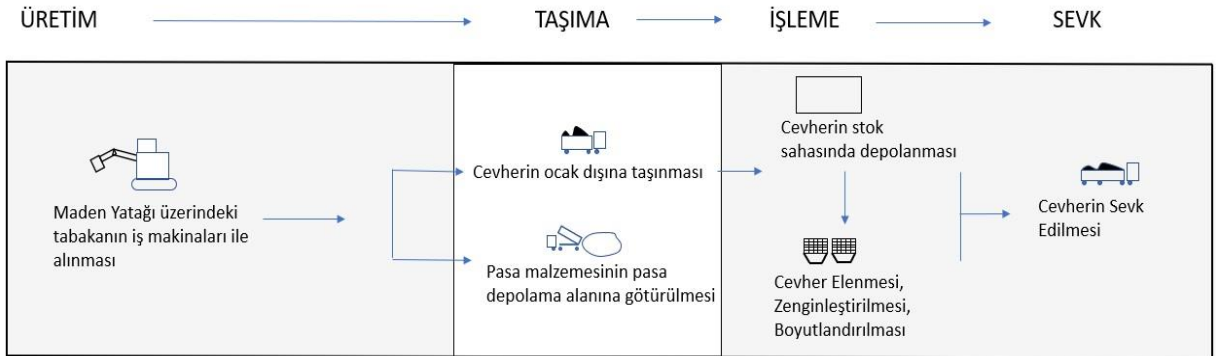 ÜRETİM
TAŞIMA
İŞLEME
SEVK
Maden Yatağı üzerindeki
tabakanın iş makinaları ile
alınması
Cevherin ocak dışına taşınması
Pasa malzemesinin pasa
depolama alanına götürülmesi
Cevherin stok
sahasında depolanması
Cevher Elenmesi,
Zenginleştirilmesi,
Boyutlandırılması
Cevherin Sevk
Edilmesi